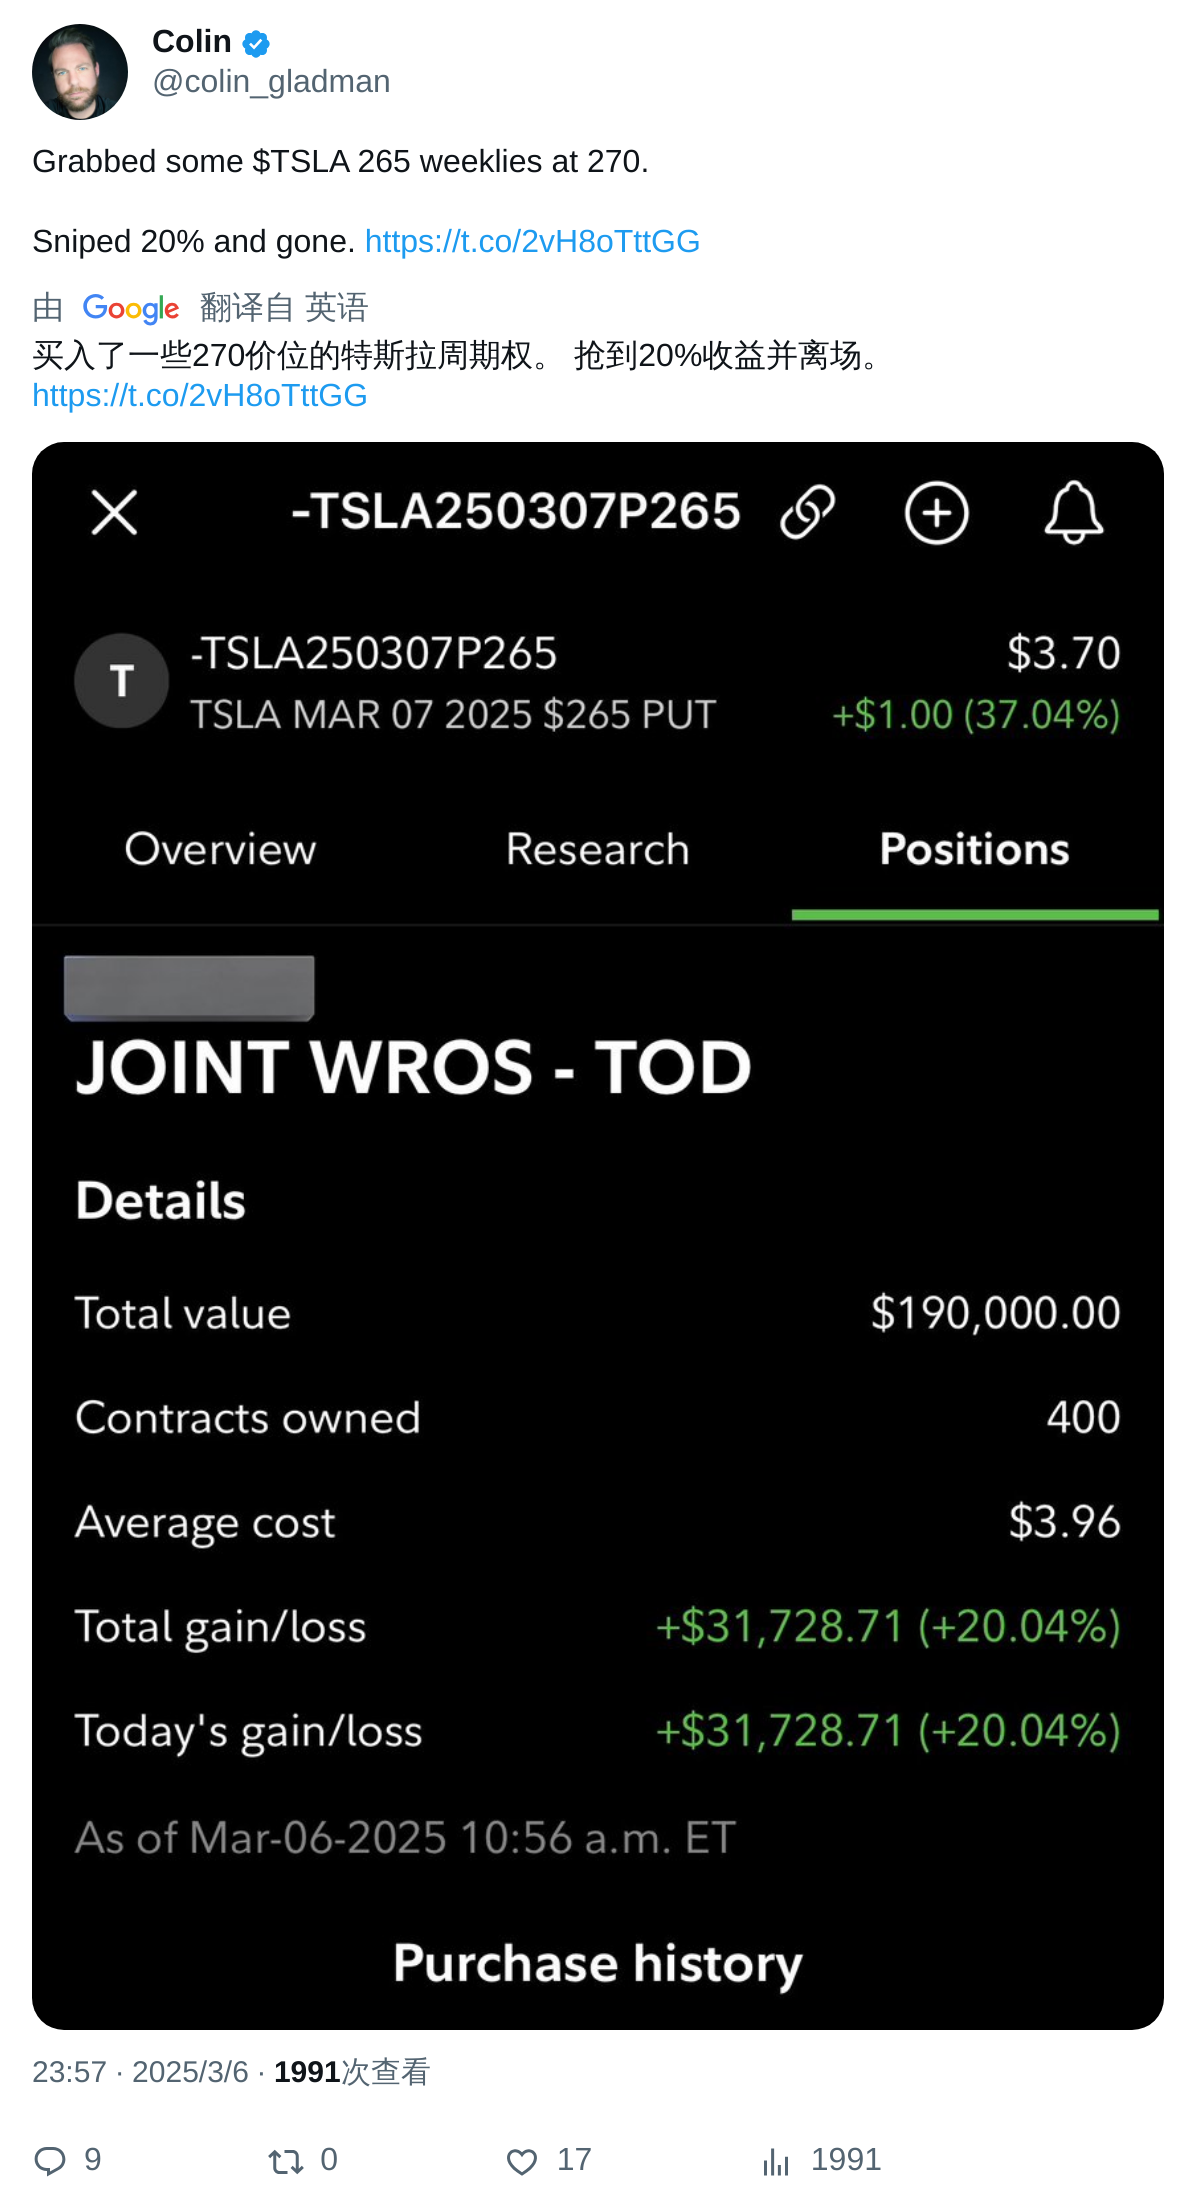 Colin
@colin_gladman
Grabbed some $TSLA 265 weeklies at 270.
Sniped 20% and gone. https://t.co/2vH8oTttGG
由 Google 翻译自 英语
买入了一些270价位的特斯拉周期权。 抢到20%收益并离场。
https://t.co/2vH8oTttGG
-TSLA250307P265
T
-TSLA250307P265 $3.70
TSLA MAR 07 2025 $265 PUT +$1.00 (37.04%)
Overview Research Positions
JOINT WROS - TOD
Details
Total value $190,000.00
Contracts owned 400
Average cost $3.96
Total gain/loss +$31,728.71 (+20.04%)
Today's gain/loss +$31,728.71 (+20.04%)
As of Mar-06-2025 10:56 a.m. ET
Purchase history
23:57 · 2025/3/6 · 1991次查看
9 0 17 1991